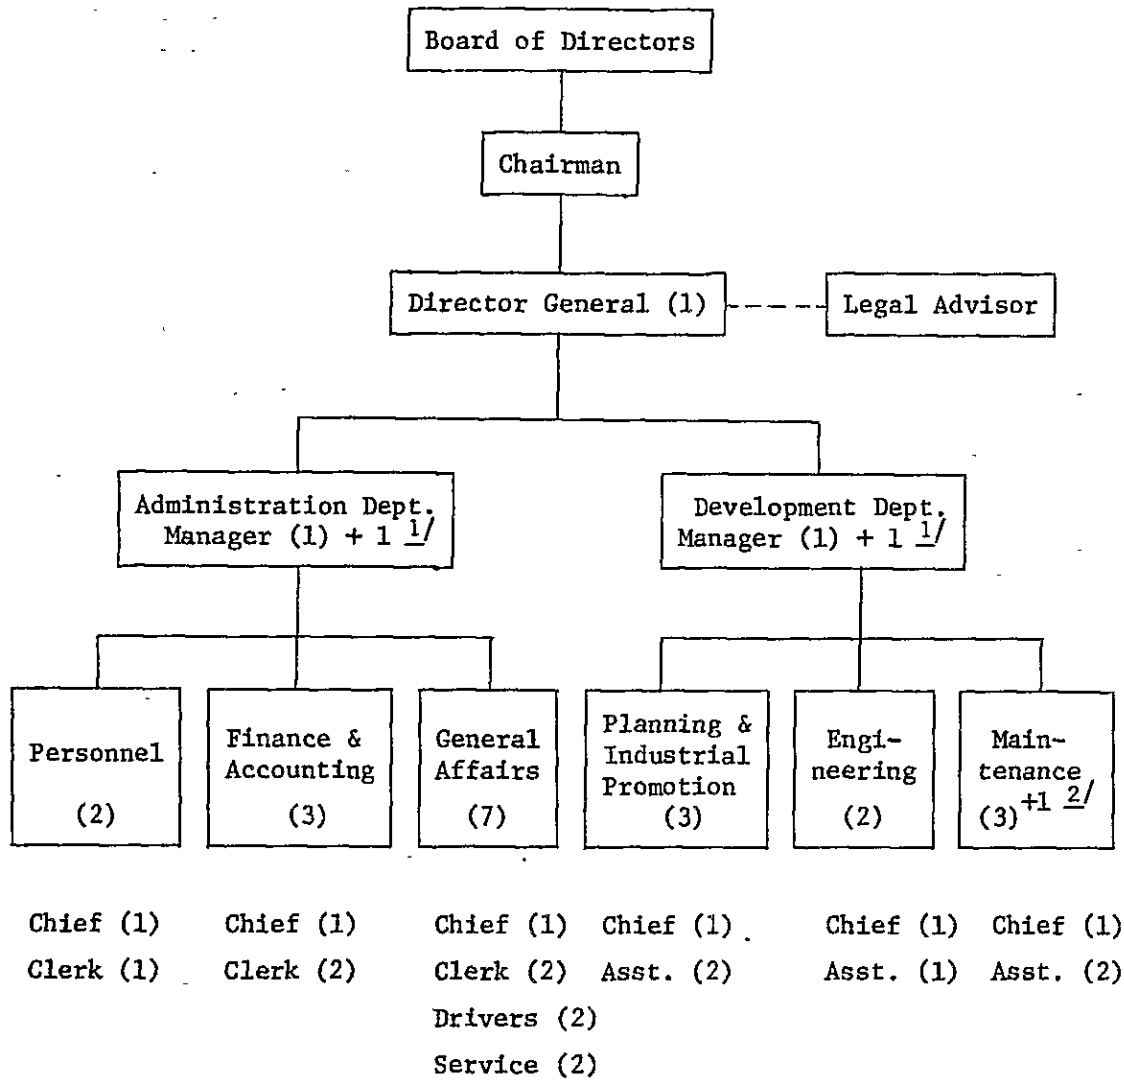 Board of Directors
Chairman
Director General (1)
Legal Advisor
Administration Dept.
Manager (1) + 1 1/
Development Dept.
Manager (1) + 1 1/
Personnel
(2)
Finance &
Accounting
(3)
General
Affairs
(7)
Planning &
Industrial
Promotion
(3)
Engi-
neering
(2)
Main-
tenance
(3) +1 2/
Chief (1)
Clerk (1)
Chief (1)
Clerk (2)
Chief (1)
Clerk (2)
Drivers (2)
Service (2)
Chief (1)
Asst. (2)
Chief (1)
Asst. (1)
Chief (1)
Asst. (2)